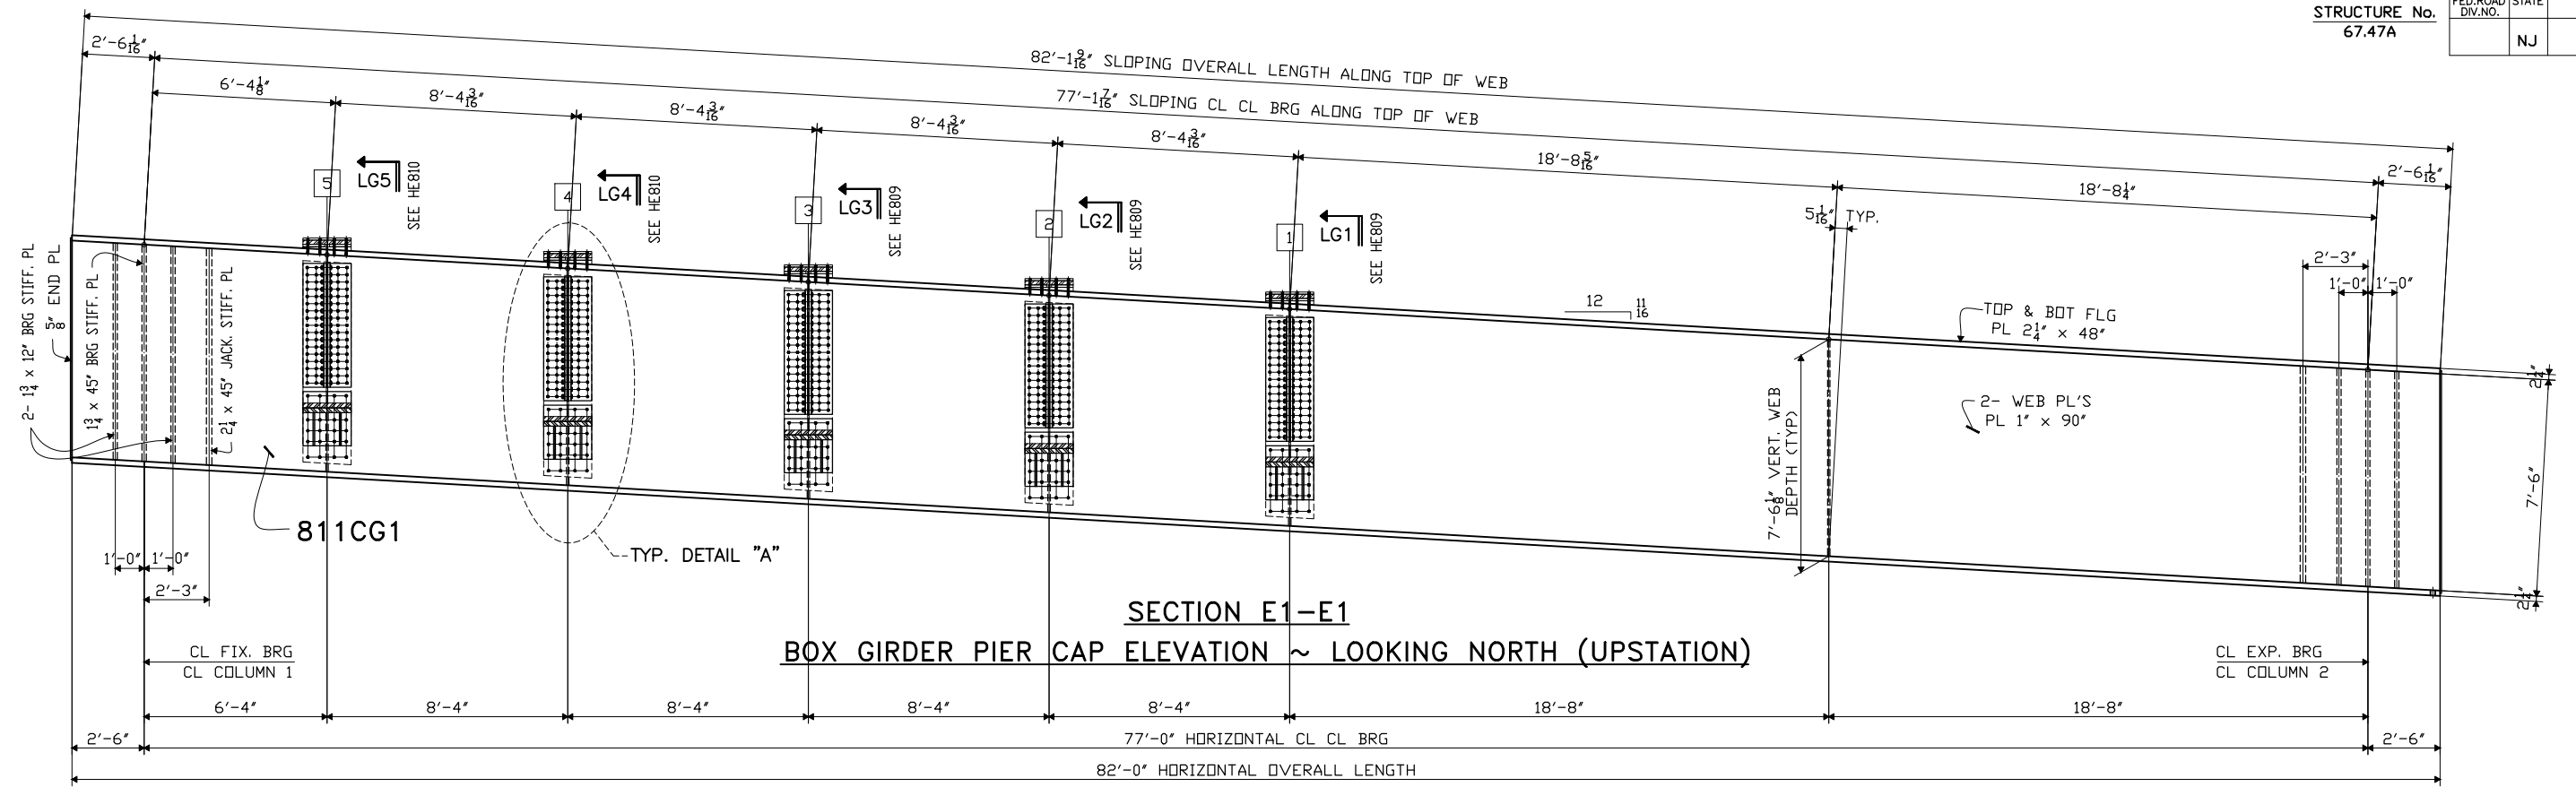 STRUCTURE No.
67.47A
FED.ROAD
DIV.NO.
STATE
NJ
82'-1 9/16" SLOPING OVERALL LENGTH ALONG TOP OF WEB
2'-6 1/16"
77'-1 7/16" SLOPING CL CL BRG ALONG TOP OF WEB
2'-6 1/16"
6'-4 1/8"
8'-4 3/16"
8'-4 3/16"
8'-4 3/16"
8'-4 3/16"
18'-8 5/16"
18'-8 1/4"
5
LG5
SEE HE810
4
LG4
SEE HE810
3
LG3
SEE HE809
2
LG2
SEE HE809
1
LG1
SEE HE809
5 1/16" TYP.
2'-3"
1'-0"
1'-0"
2- 1 3/4 x 12" BRG STIFF. PL
5/8" END PL
1 3/4 x 45" BRG STIFF. PL
2 1/4 x 45" JACK. STIFF. PL
12
11/16
TOP & BOT FLG
PL 2 1/4" x 48"
2- WEB PL'S
PL 1" x 90"
7'-6 1/8" VERT. WEB
DEPTH (TYP)
2 1/4"
7'-6"
2 1/4"
811CG1
TYP. DETAIL "A"
1'-0"
1'-0"
2'-3"
SECTION E1-E1
BOX GIRDER PIER CAP ELEVATION ~ LOOKING NORTH (UPSTATION)
CL FIX. BRG
CL COLUMN 1
CL EXP. BRG
CL COLUMN 2
6'-4"
8'-4"
8'-4"
8'-4"
8'-4"
18'-8"
18'-8"
2'-6"
77'-0" HORIZONTAL CL CL BRG
2'-6"
82'-0" HORIZONTAL OVERALL LENGTH